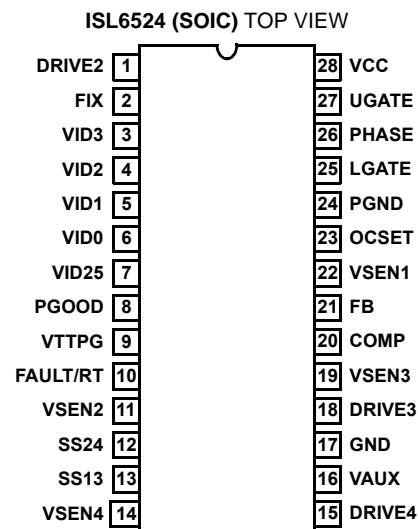 ISL6524 (SOIC) TOP VIEW
DRIVE2 1 28 VCC
FIX 2 27 UGATE
VID3 3 26 PHASE
VID2 4 25 LGATE
VID1 5 24 PGND
VID0 6 23 OCSET
VID25 7 22 VSEN1
PGOOD 8 21 FB
VTTPG 9 20 COMP
FAULT/RT 10 19 VSEN3
VSEN2 11 18 DRIVE3
SS24 12 17 GND
SS13 13 16 VAUX
VSEN4 14 15 DRIVE4